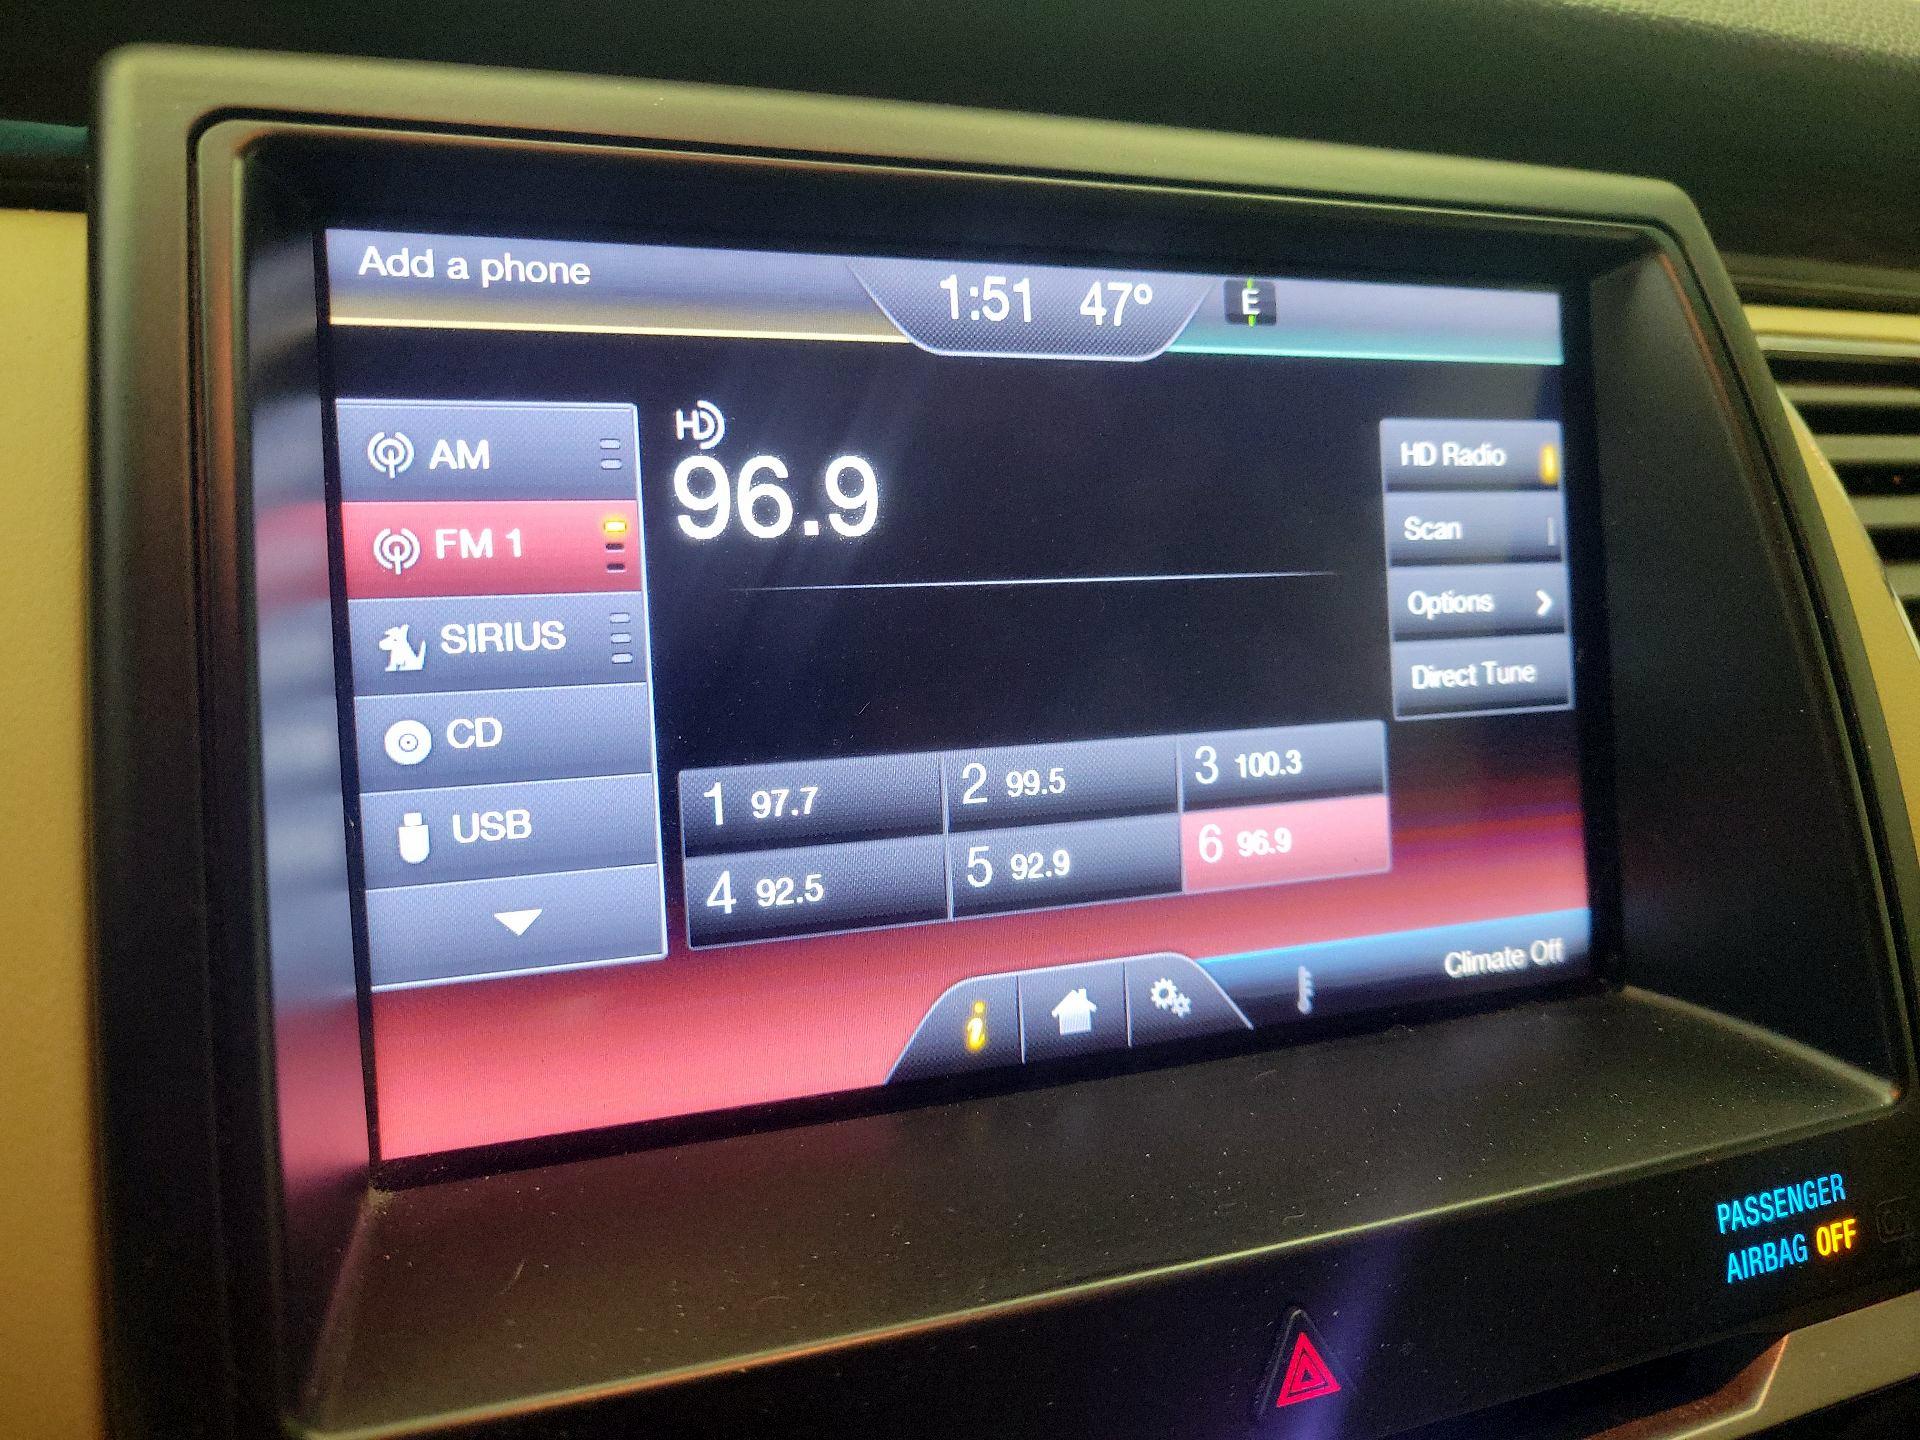 Add a phone
1:51 47°
E
AM
FM 1
SIRIUS
CD
USB
HD
96.9
HD Radio
Scan
Options
Direct Tune
1 97.7
2 99.5
3 100.3
4 92.5
5 92.9
6 96.9
i
Climate Off
PASSENGER
AIRBAG OFF